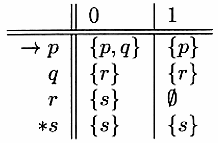 0 1
→ p {p, q} {p}
q {r} {r}
r {s} ∅
*s {s} {s}